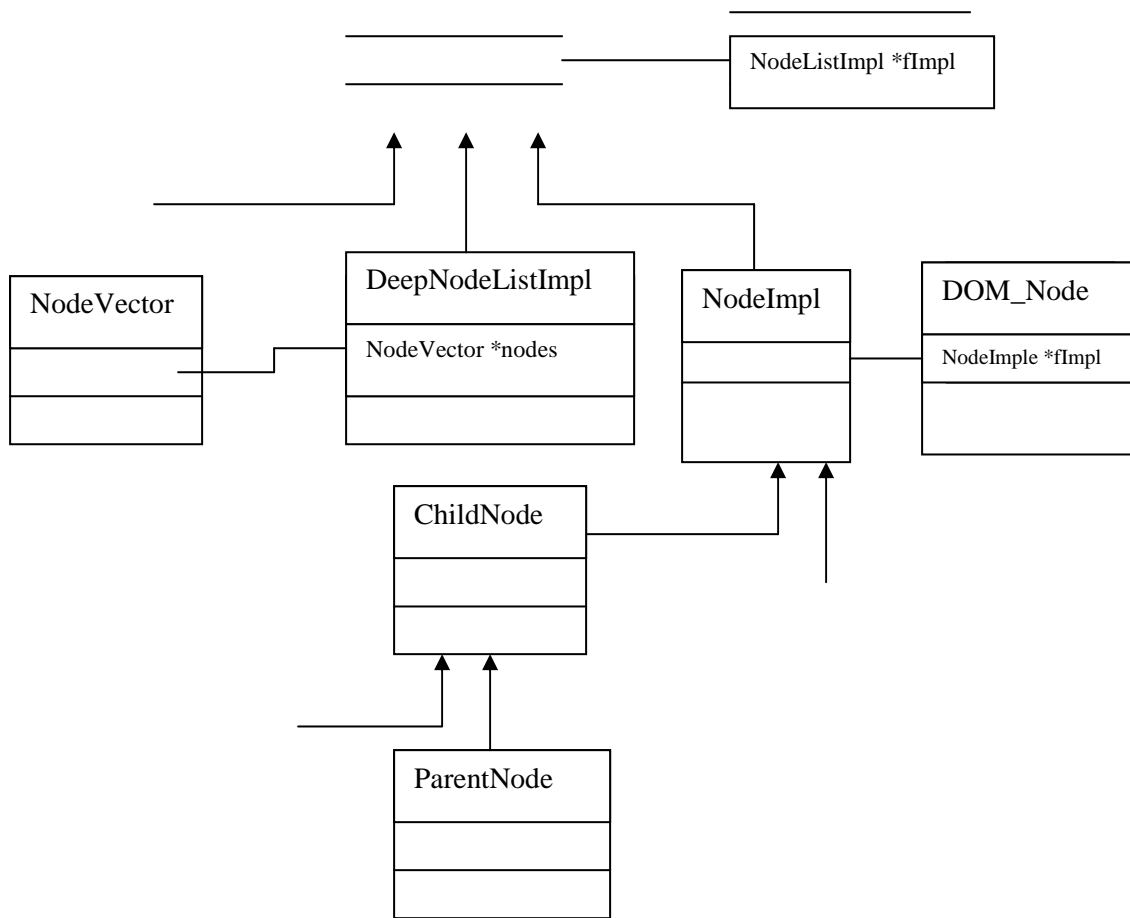 NodeListImpl *fImpl
NodeVector
DeepNodeListImpl
NodeVector *nodes
NodeImpl
DOM_Node
NodeImple *fImpl
ChildNode
ParentNode